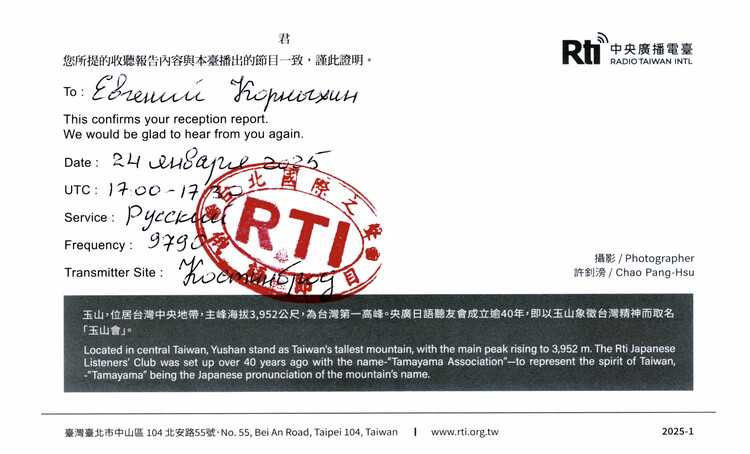 君
您所提的收聽報告內容與本臺播出的節目一致，謹此證明。
Rti 中央廣播電臺
RADIO TAIWAN INTL
To : Евгений Корныхин
This confirms your reception report.
We would be glad to hear from you again.
Date : 24 января 2025
UTC : 17.00-17.30
Service : Русский
Frequency : 9790
Transmitter Site : Костинброд
台北國際之聲
RTI
節目
攝影 / Photographer
許釗滂 / Chao Pang-Hsu
玉山，位居台灣中央地帶，主峰海拔3,952公尺，為台灣第一高峰。央廣日語聽友會成立逾40年，即以玉山象徵台灣精神而取名
「玉山會」。
Located in central Taiwan, Yushan stand as Taiwan's tallest mountain, with the main peak rising to 3,952 m. The Rti Japanese
Listeners' Club was set up over 40 years ago with the name-"Tamayama Association"—to represent the spirit of Taiwan,
-"Tamayama" being the Japanese pronunciation of the mountain's name.
臺灣臺北市中山區 104 北安路55號‧No. 55, Bei An Road, Taipei 104, Taiwan | www.rti.org.tw
2025-1